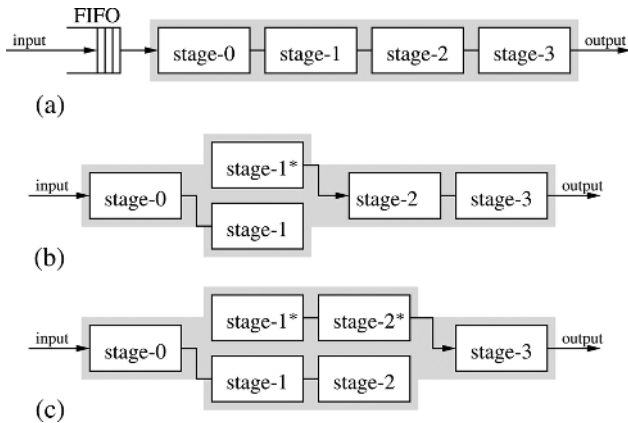 FIFO
input
stage-0
stage-1
stage-2
stage-3
output
(a)
stage-1*
input
stage-0
stage-2
stage-3
output
stage-1
(b)
stage-1*
stage-2*
input
stage-0
stage-3
output
stage-1
stage-2
(c)